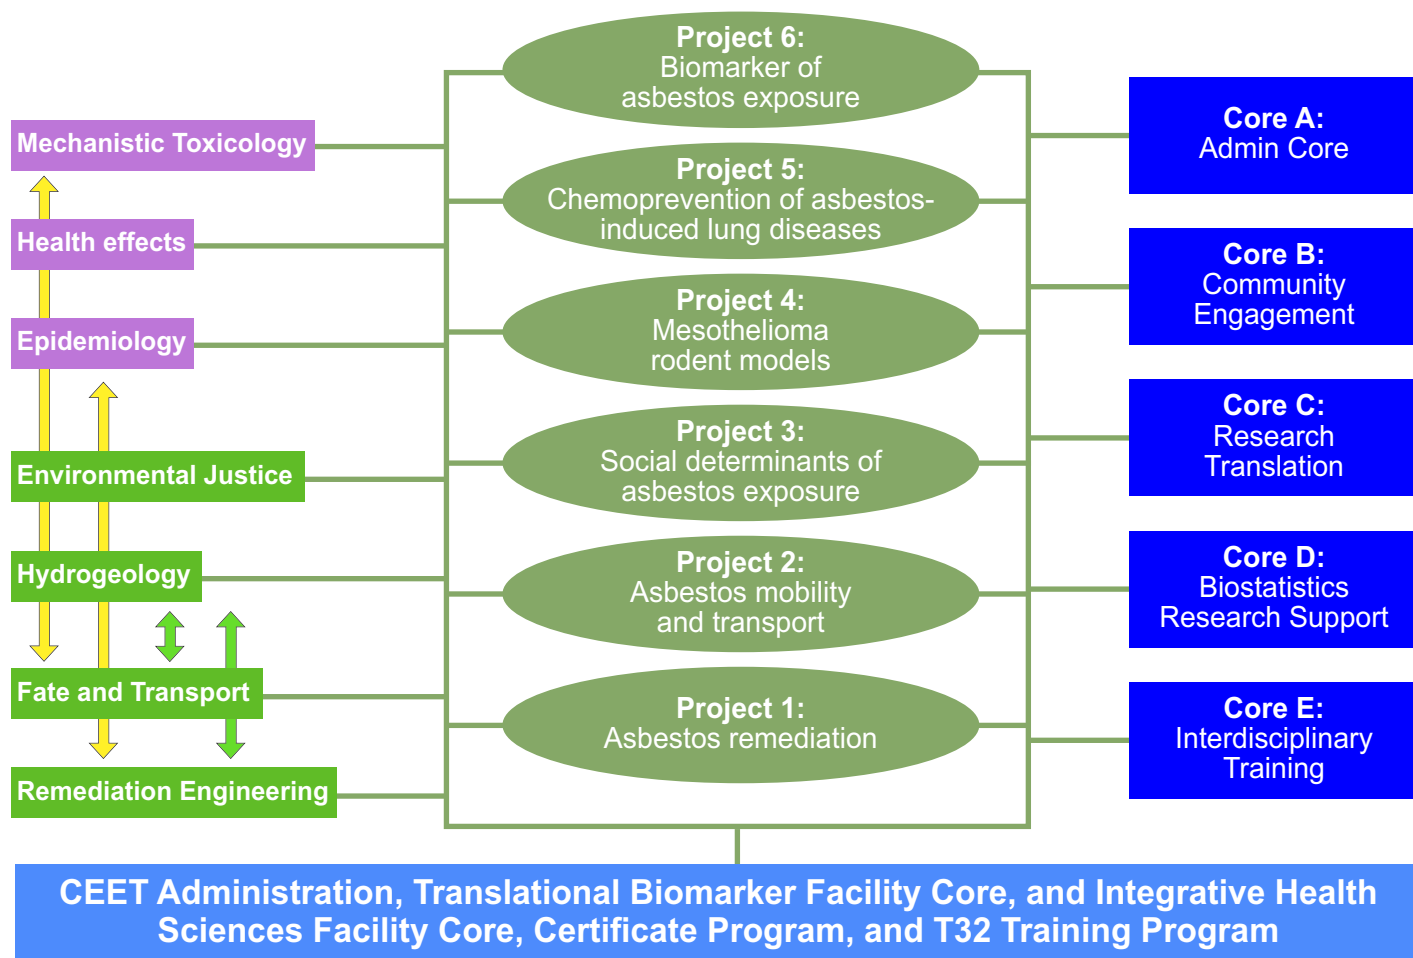 Mechanistic Toxicology
Health effects
Epidemiology
Environmental Justice
Hydrogeology
Fate and Transport
Remediation Engineering
Project 6:
Biomarker of
asbestos exposure
Project 5:
Chemoprevention of asbestos-
induced lung diseases
Project 4:
Mesothelioma
rodent models
Project 3:
Social determinants of
asbestos exposure
Project 2:
Asbestos mobility
and transport
Project 1:
Asbestos remediation
Core A:
Admin Core
Core B:
Community
Engagement
Core C:
Research
Translation
Core D:
Biostatistics
Research Support
Core E:
Interdisciplinary
Training
CEET Administration, Translational Biomarker Facility Core, and Integrative Health
Sciences Facility Core, Certificate Program, and T32 Training Program